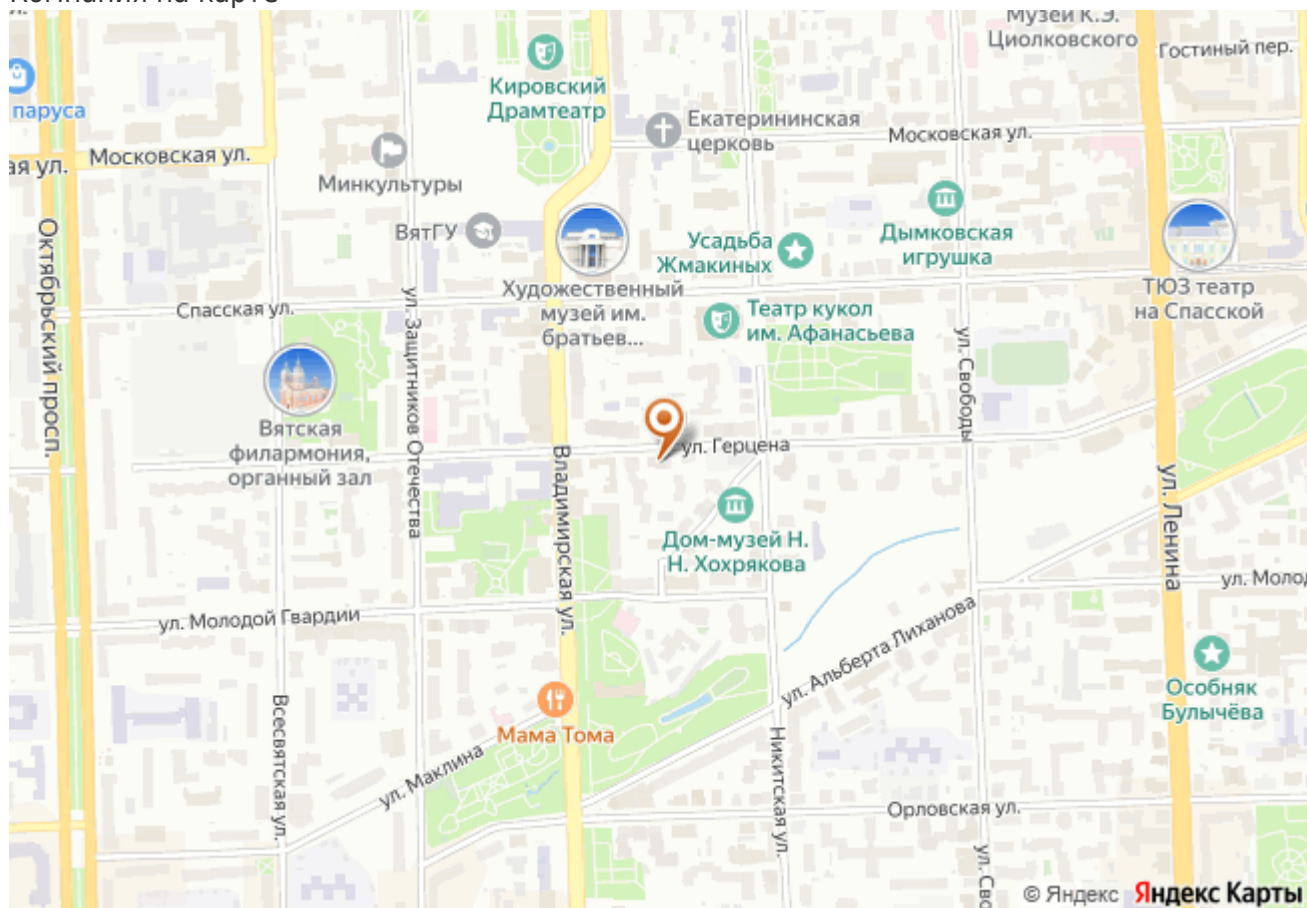 Компания на карте
Музей К.Э.
Циолковского
Гостиный пер.
Кировский
Драмтеатр
паруса
Екатерининская
церковь
Московская ул.
Московская ул.
ая ул.
Минкультуры
ВятГУ
Усадьба
Жмакиных
Дымковская
игрушка
Октябрьский просп.
Художественный
музей им.
братьев...
ТЮЗ театр
на Спасской
Спасская ул.
ул. Защитников Отечества
Театр кукол
им. Афанасьева
ул. Свободы
Вятская
филармония,
органный зал
ул. Герцена
Владимирская ул.
ул. Ленина
Дом-музей Н.
Н. Хохрякова
ул. Молодой Гвардии
ул. Моло
ул. Альберта Лиханова
Особняк
Булычёва
Всесвятская ул.
Мама Тома
ул. Маклина
Никитская ул.
Орловская ул.
ул. Сво
© Яндекс Яндекс Карты